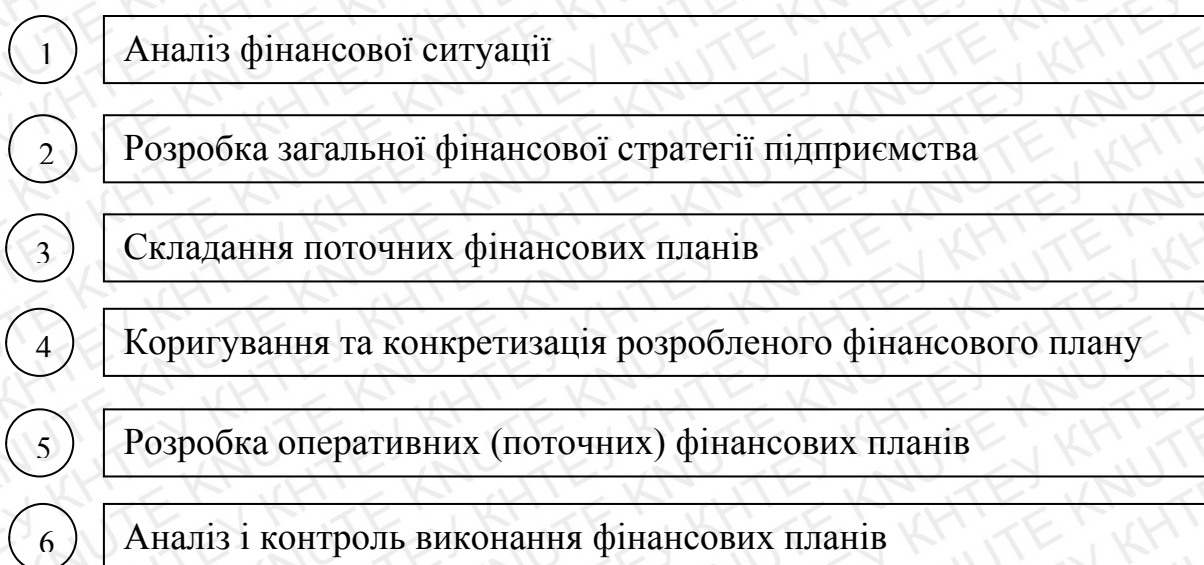 1 Аналіз фінансової ситуації
2 Розробка загальної фінансової стратегії підприємства
3 Складання поточних фінансових планів
4 Коригування та конкретизація розробленого фінансового плану
5 Розробка оперативних (поточних) фінансових планів
6 Аналіз і контроль виконання фінансових планів